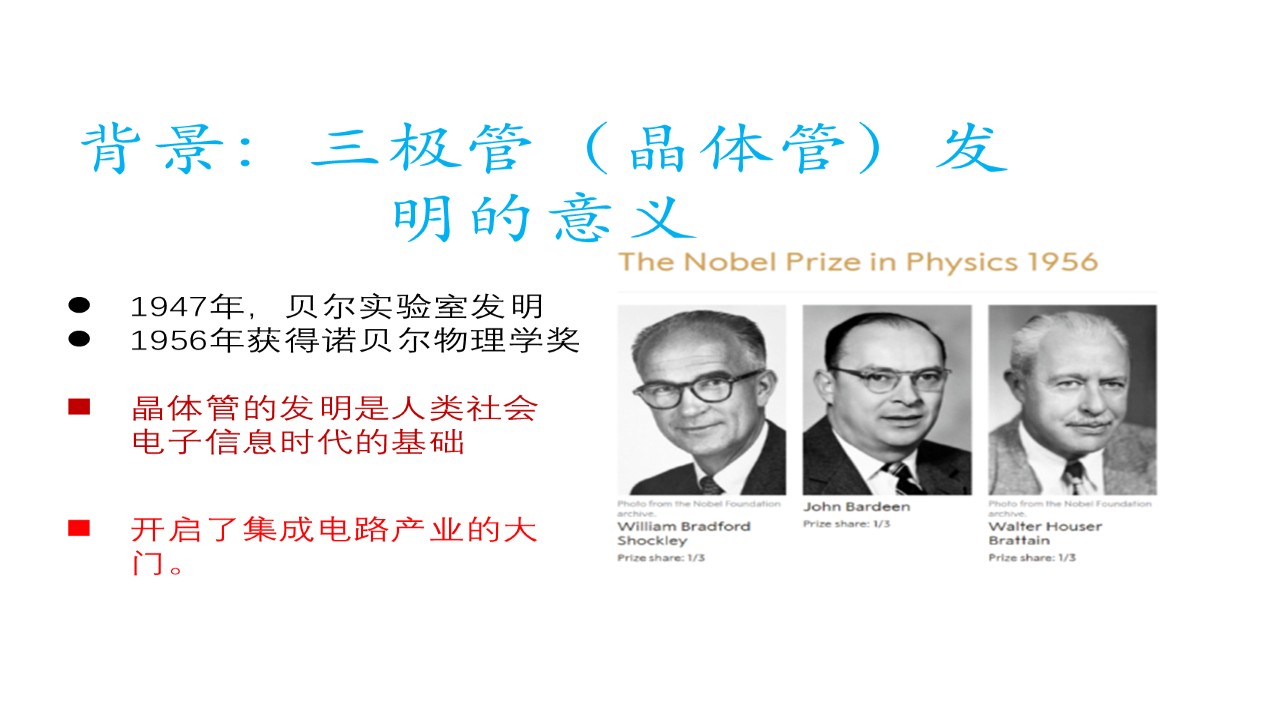 背景：三极管（晶体管）发
明的意义
1947年，贝尔实验室发明
1956年获得诺贝尔物理学奖
晶体管的发明是人类社会
电子信息时代的基础
开启了集成电路产业的大
门。
The Nobel Prize in Physics 1956
Photo from the Nobel Foundation
archive.
William Bradford
Shockley
Prize share: 1/3
John Bardeen
Prize share: 1/3
Photo from the Nobel Foundation
archive.
Walter Houser
Brattain
Prize share: 1/3